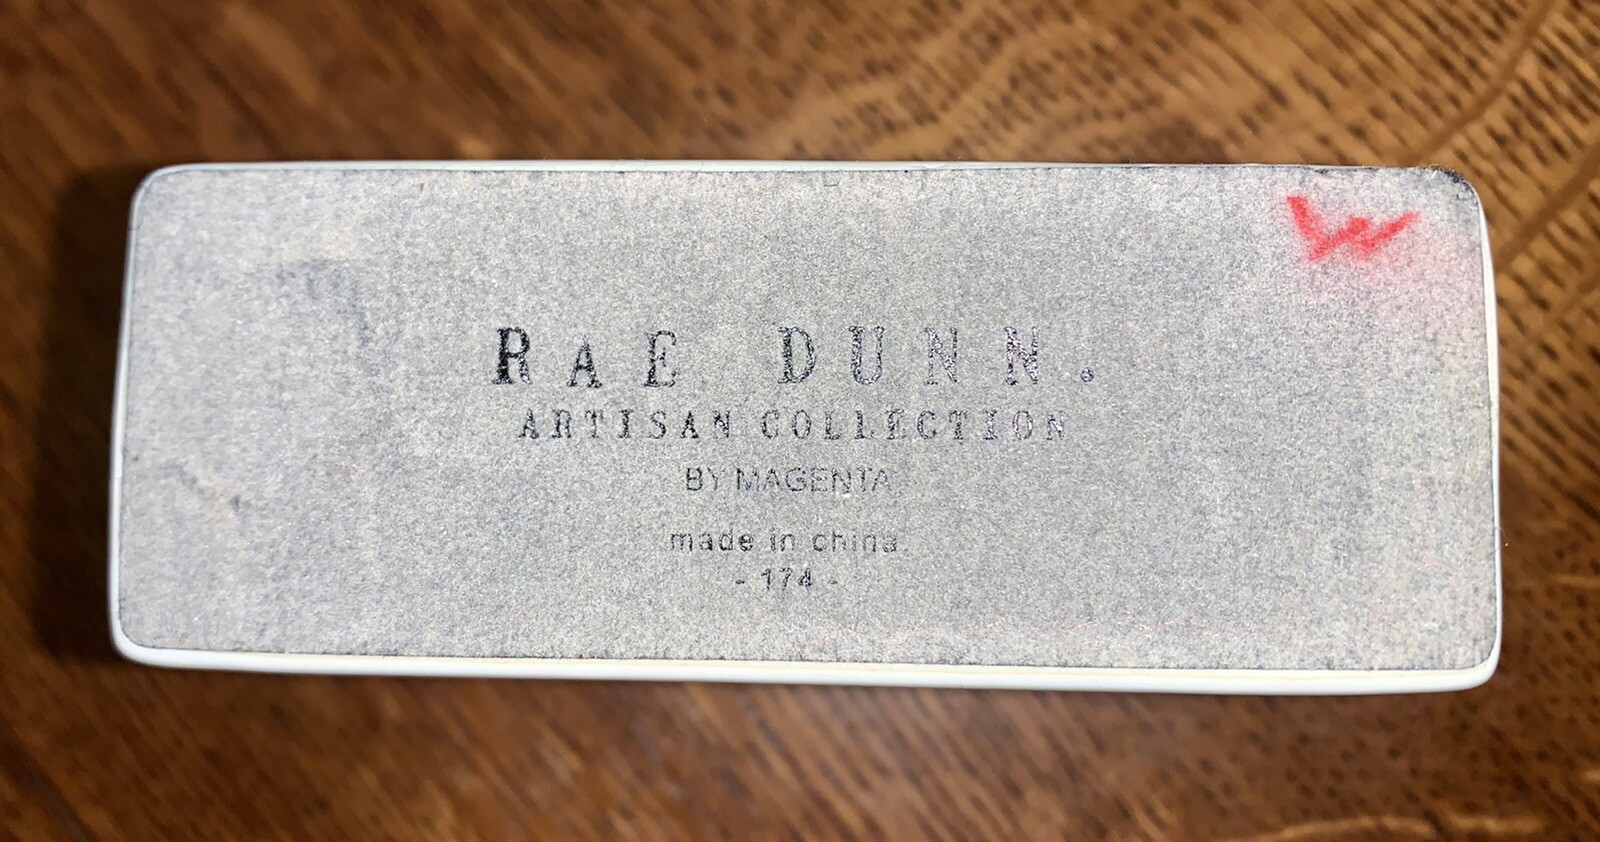 W
RAE DUNN.
ARTISAN COLLECTION
BY MAGENTA
made in china.
- 174 -